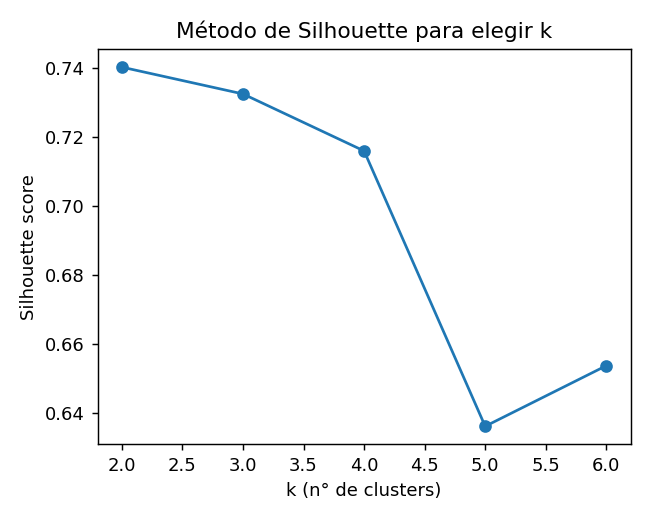 Método de Silhouette para elegir k
0.74
0.72
0.70
0.68
0.66
0.64
Silhouette score
2.0 2.5 3.0 3.5 4.0 4.5 5.0 5.5 6.0
k (n° de clusters)